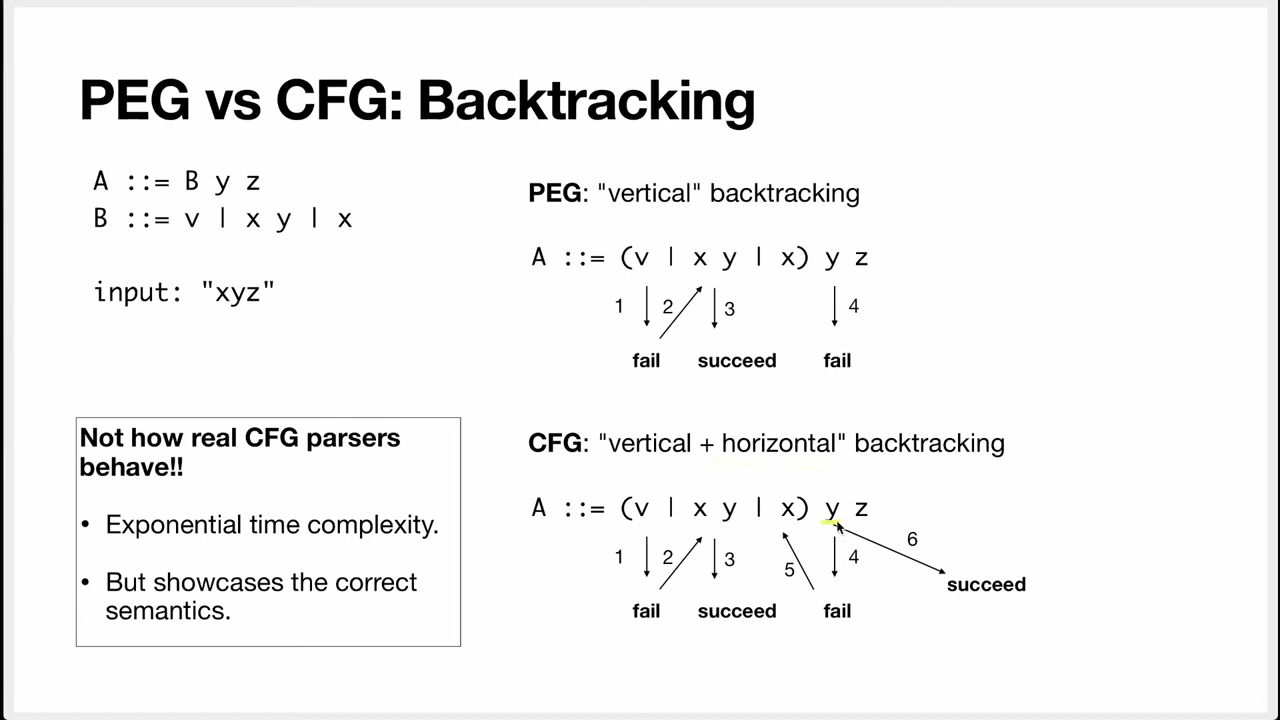 PEG vs CFG: Backtracking
A ::= B y z
B ::= v | x y | x
input: "xyz"
PEG: "vertical" backtracking
A ::= (v | x y | x) y z
1 2 3 4
fail succeed fail
Not how real CFG parsers
behave!!
• Exponential time complexity.
• But showcases the correct
semantics.
CFG: "vertical + horizontal" backtracking
A ::= (v | x y | x) y z
1 2 3 5 4 6
succeed
fail succeed fail